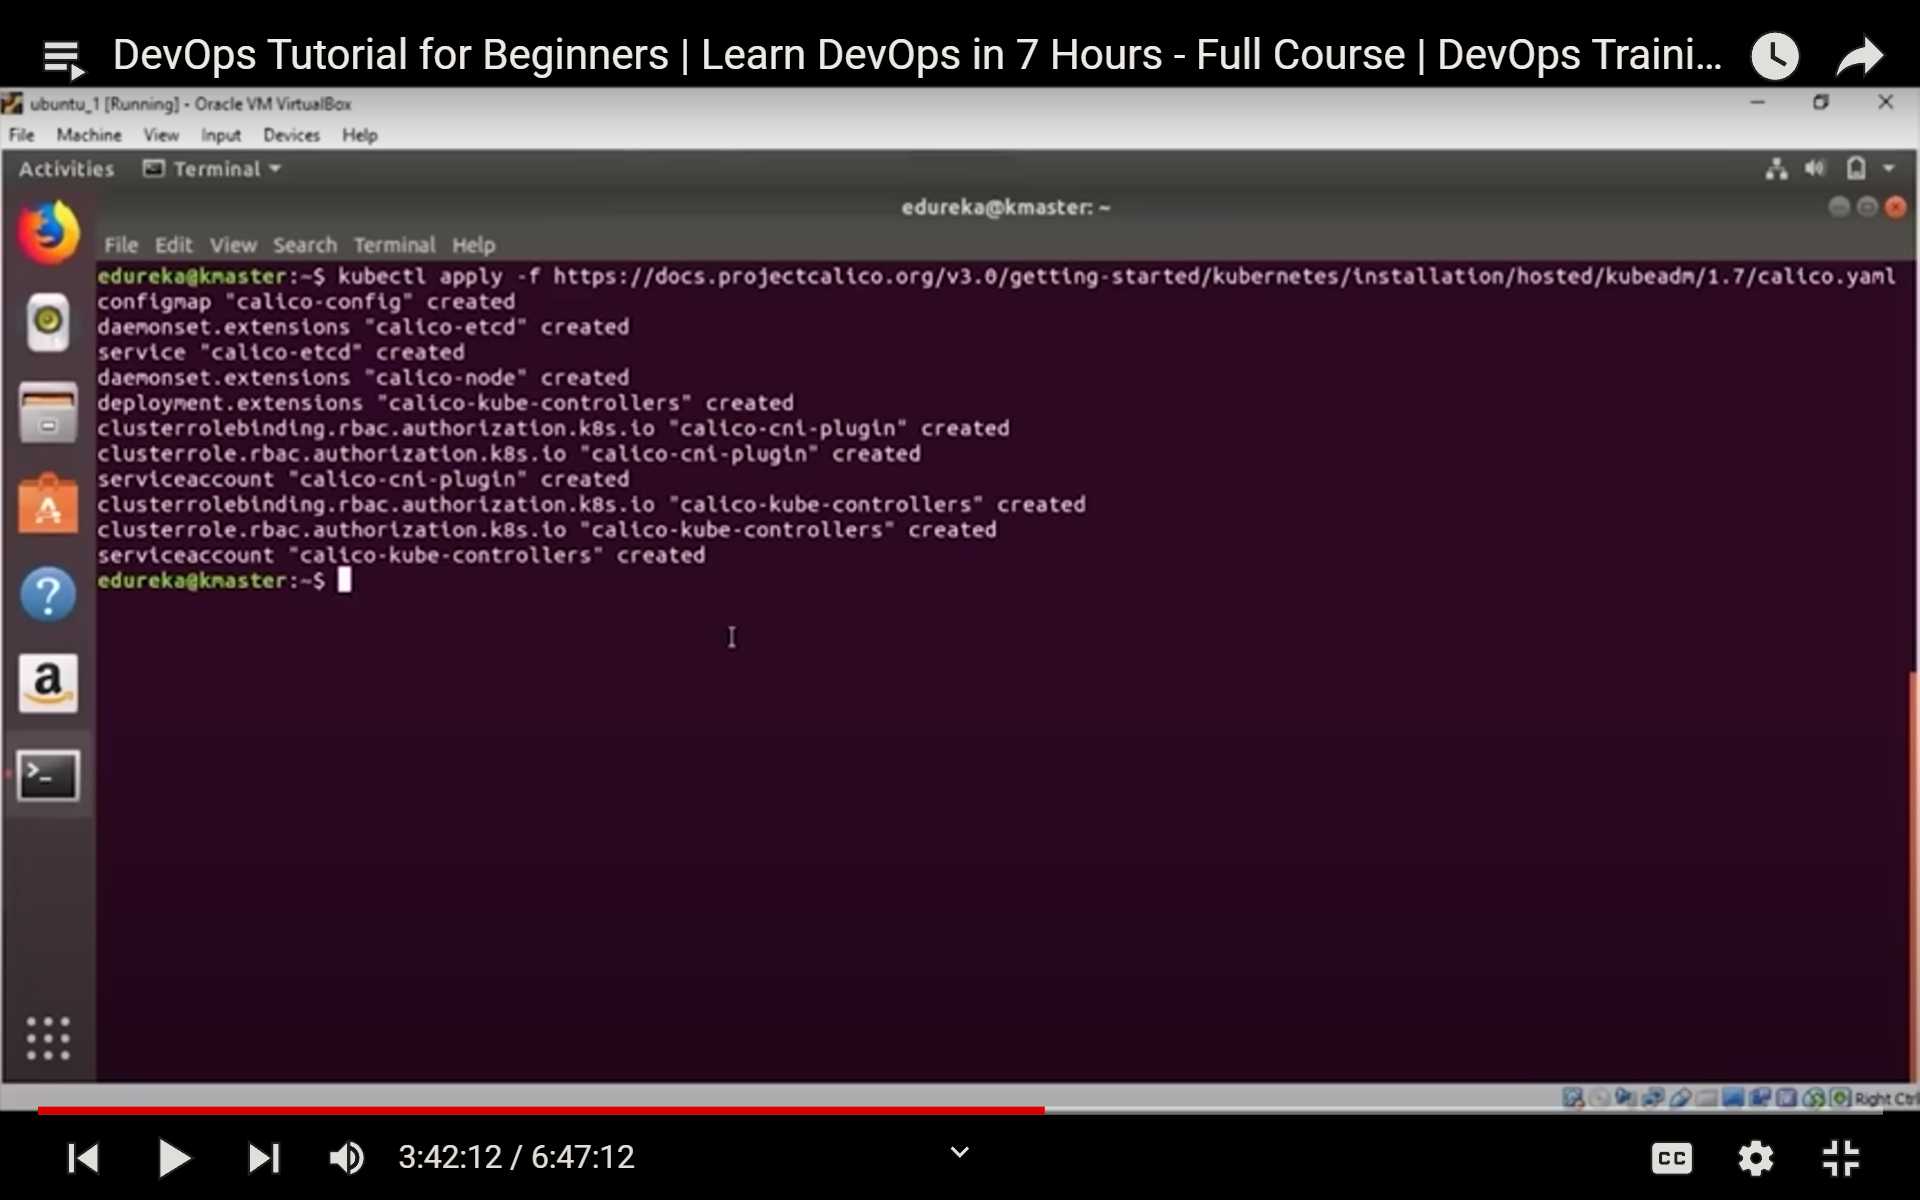 DevOps Tutorial for Beginners | Learn DevOps in 7 Hours - Full Course | DevOps Traini...
ubuntu_1 [Running] - Oracle VM VirtualBox
File Machine View Input Devices Help
Activities Terminal
edureka@kmaster: ~
File Edit View Search Terminal Help
edureka@kmaster:~$ kubectl apply -f https://docs.projectcalico.org/v3.0/getting-started/kubernetes/installation/hosted/kubeadm/1.7/calico.yaml
configmap "calico-config" created
daemonset.extensions "calico-etcd" created
service "calico-etcd" created
daemonset.extensions "calico-node" created
deployment.extensions "calico-kube-controllers" created
clusterrolebinding.rbac.authorization.k8s.io "calico-cni-plugin" created
clusterrole.rbac.authorization.k8s.io "calico-cni-plugin" created
serviceaccount "calico-cni-plugin" created
clusterrolebinding.rbac.authorization.k8s.io "calico-kube-controllers" created
clusterrole.rbac.authorization.k8s.io "calico-kube-controllers" created
serviceaccount "calico-kube-controllers" created
edureka@kmaster:~$
a
>_
Right Ctrl
3:42:12 / 6:47:12
CC